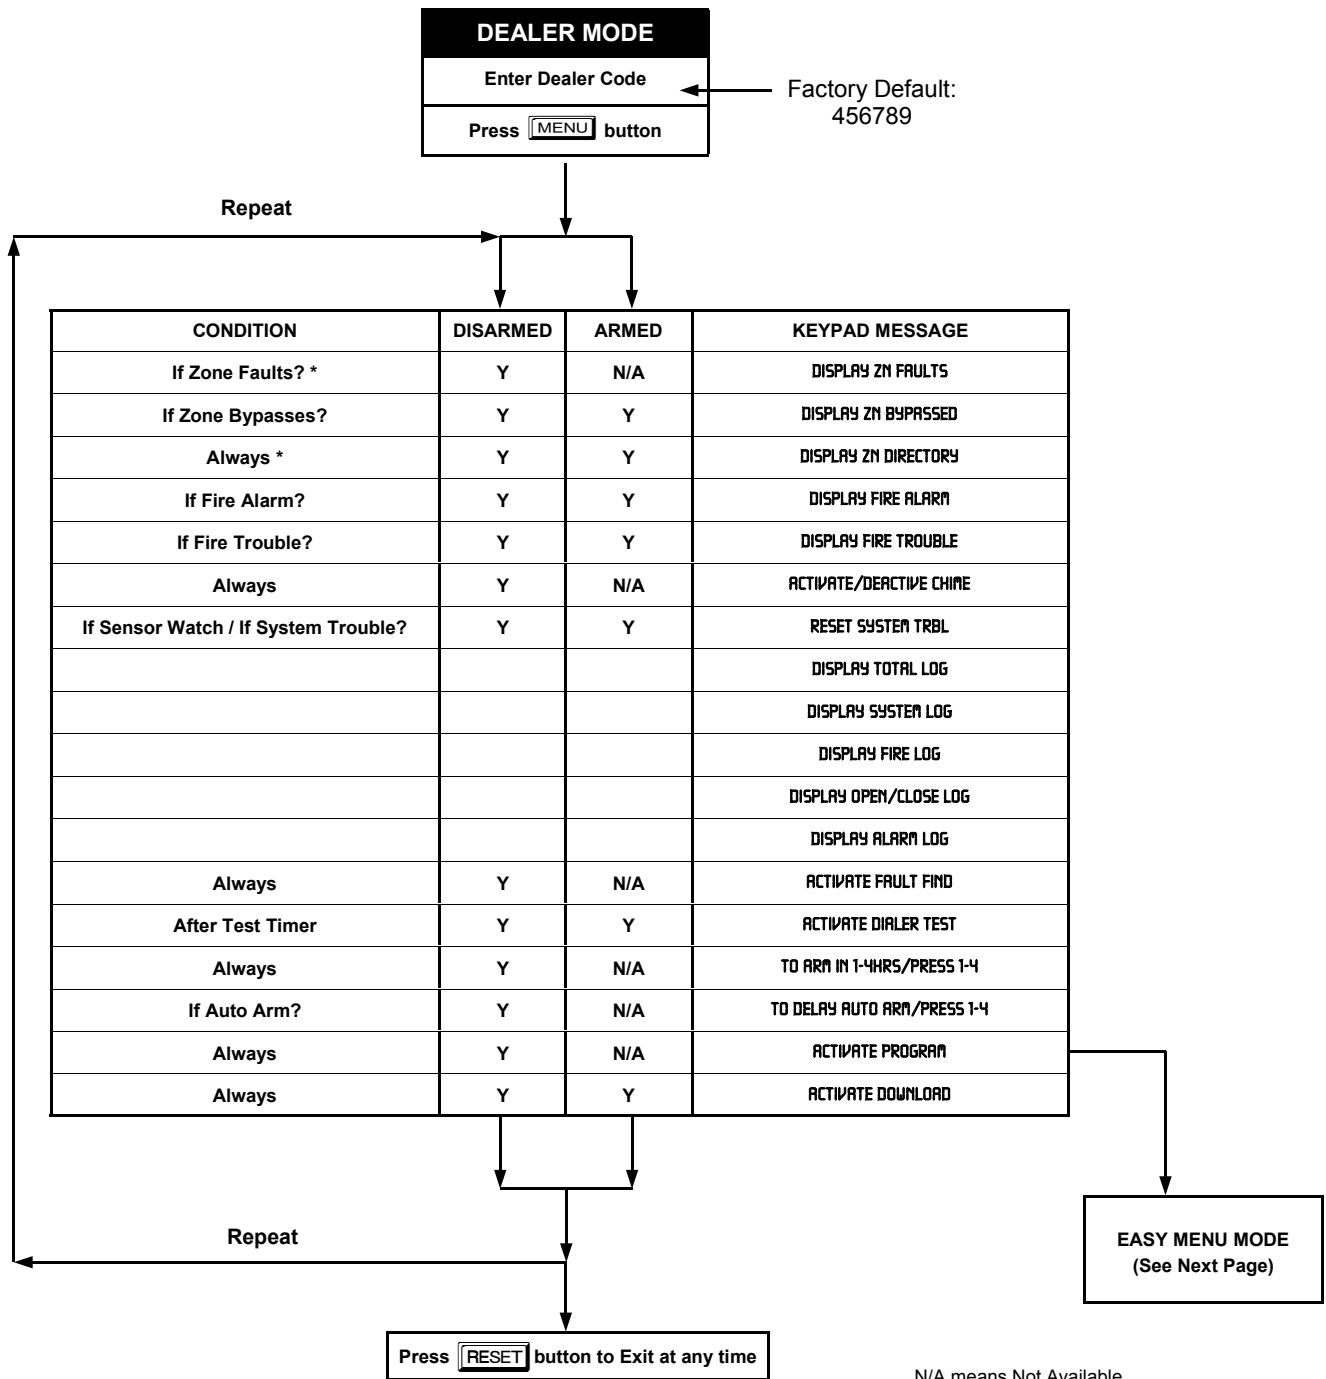 DEALER MODE
Enter Dealer Code
Factory Default:
456789
Press MENU button
Repeat
CONDITION DISARMED ARMED KEYPAD MESSAGE
If Zone Faults? * Y N/A DISPLAY ZN FAULTS
If Zone Bypasses? Y Y DISPLAY ZN BYPASSED
Always * Y Y DISPLAY ZN DIRECTORY
If Fire Alarm? Y Y DISPLAY FIRE ALARM
If Fire Trouble? Y Y DISPLAY FIRE TROUBLE
Always Y N/A ACTIVATE/DEACTIVE CHIME
If Sensor Watch / If System Trouble? Y Y RESET SYSTEM TRBL
DISPLAY TOTAL LOG
DISPLAY SYSTEM LOG
DISPLAY FIRE LOG
DISPLAY OPEN/CLOSE LOG
DISPLAY ALARM LOG
Always Y N/A ACTIVATE FAULT FIND
After Test Timer Y Y ACTIVATE DIALER TEST
Always Y N/A TO ARM IN 1-4HRS/PRESS 1-4
If Auto Arm? Y N/A TO DELAY AUTO ARM/PRESS 1-4
Always Y N/A ACTIVATE PROGRAM
Always Y Y ACTIVATE DOWNLOAD
Repeat
EASY MENU MODE
(See Next Page)
Press RESET button to Exit at any time
N/A means Not Available